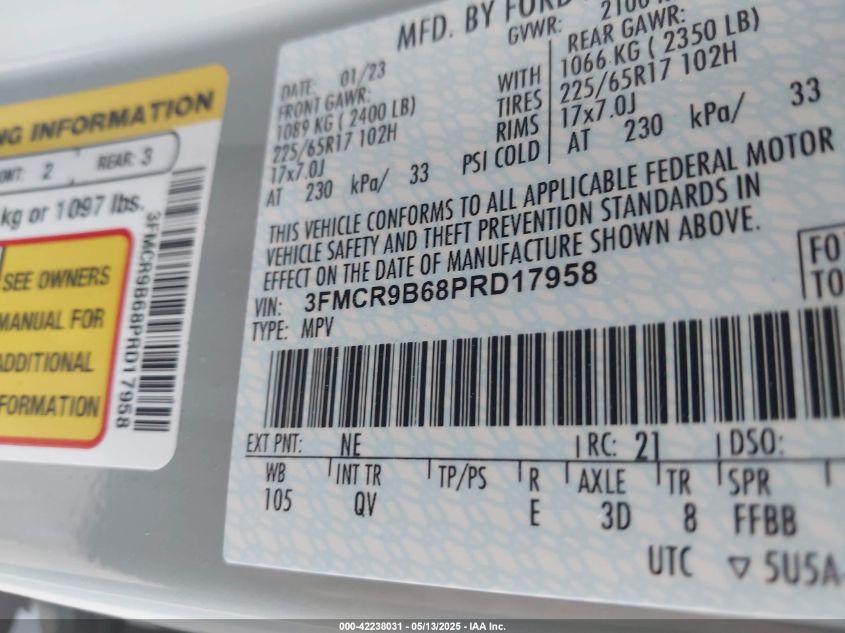 NG INFORMATION
ONT: 2 REAR: 3
kg or 1097 lbs.
SEE OWNERS
MANUAL FOR
ADDITIONAL
FORMATION
3FMCR9B68PRD17958
MFD. BY FORD
GVWR: 2100
DATE: 01/23
FRONT GAWR:
1089 KG ( 2400 LB)
225/65R17 102H
17x7.0J
AT 230 kPa/ 33
WITH
TIRES
RIMS
PSI COLD
REAR GAWR:
1066 KG ( 2350 LB)
225/65R17 102H
17x7.0J
AT 230 kPa/ 33
THIS VEHICLE CONFORMS TO ALL APPLICABLE FEDERAL MOTOR
VEHICLE SAFETY AND THEFT PREVENTION STANDARDS IN
EFFECT ON THE DATE OF MANUFACTURE SHOWN ABOVE.
VIN: 3FMCR9B68PRD17958
TYPE: MPV
FO
TO
EXT PNT: NE RC: 21 DSO:
WB INT TR TP/PS R AXLE TR SPR
105 QV E 3D 8 FFBB
UTC ▽ 5U5A
000-42238031 - 05/13/2025 - IAA Inc.